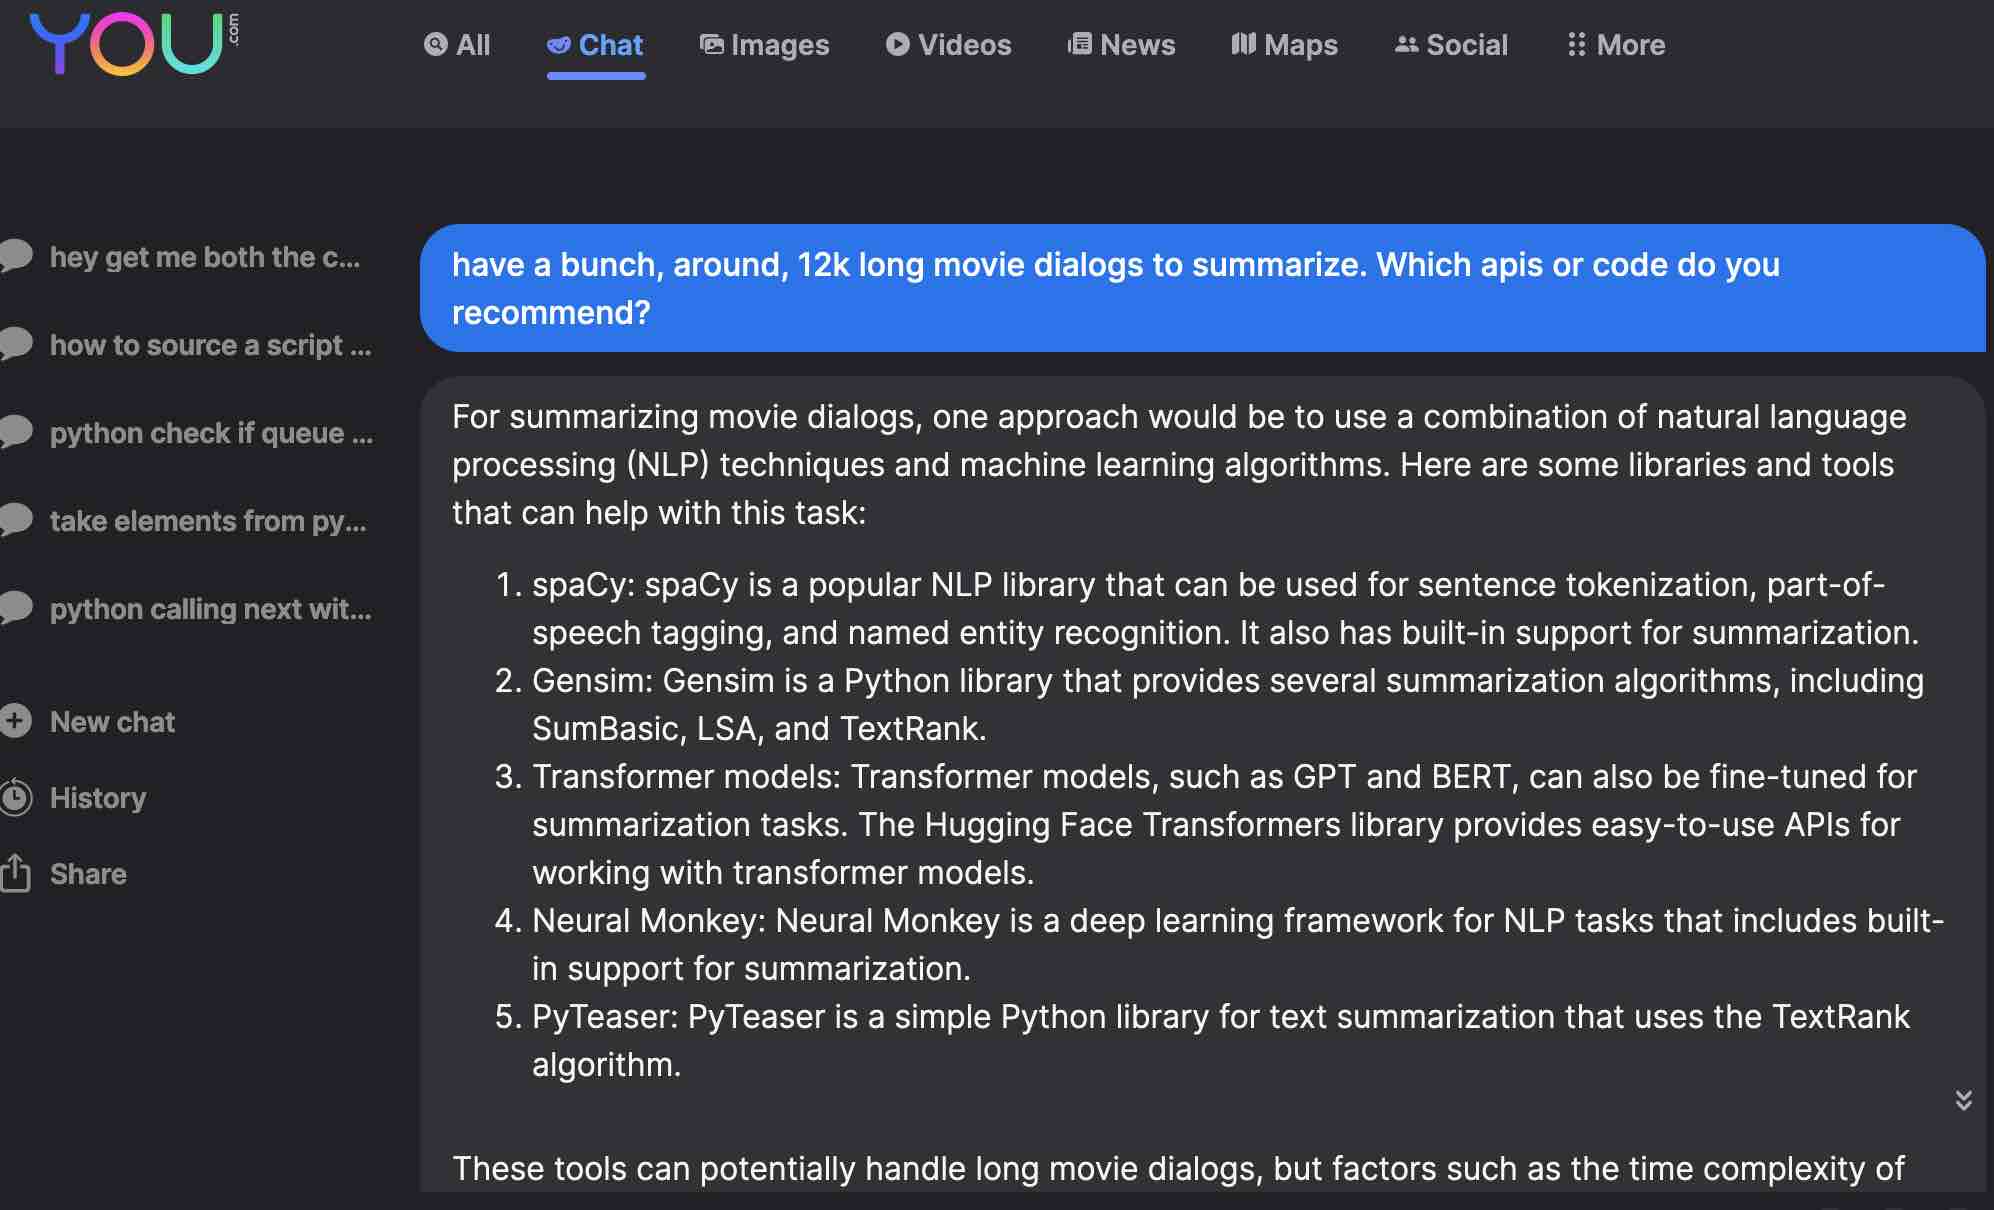 YOU.com
All Chat Images Videos News Maps Social More
hey get me both the c...
how to source a script ...
python check if queue ...
take elements from py...
python calling next wit...
New chat
History
Share
have a bunch, around, 12k long movie dialogs to summarize. Which apis or code do you
recommend?
For summarizing movie dialogs, one approach would be to use a combination of natural language
processing (NLP) techniques and machine learning algorithms. Here are some libraries and tools
that can help with this task:
1. spaCy: spaCy is a popular NLP library that can be used for sentence tokenization, part-of-
speech tagging, and named entity recognition. It also has built-in support for summarization.
2. Gensim: Gensim is a Python library that provides several summarization algorithms, including
SumBasic, LSA, and TextRank.
3. Transformer models: Transformer models, such as GPT and BERT, can also be fine-tuned for
summarization tasks. The Hugging Face Transformers library provides easy-to-use APIs for
working with transformer models.
4. Neural Monkey: Neural Monkey is a deep learning framework for NLP tasks that includes built-
in support for summarization.
5. PyTeaser: PyTeaser is a simple Python library for text summarization that uses the TextRank
algorithm.
These tools can potentially handle long movie dialogs, but factors such as the time complexity of